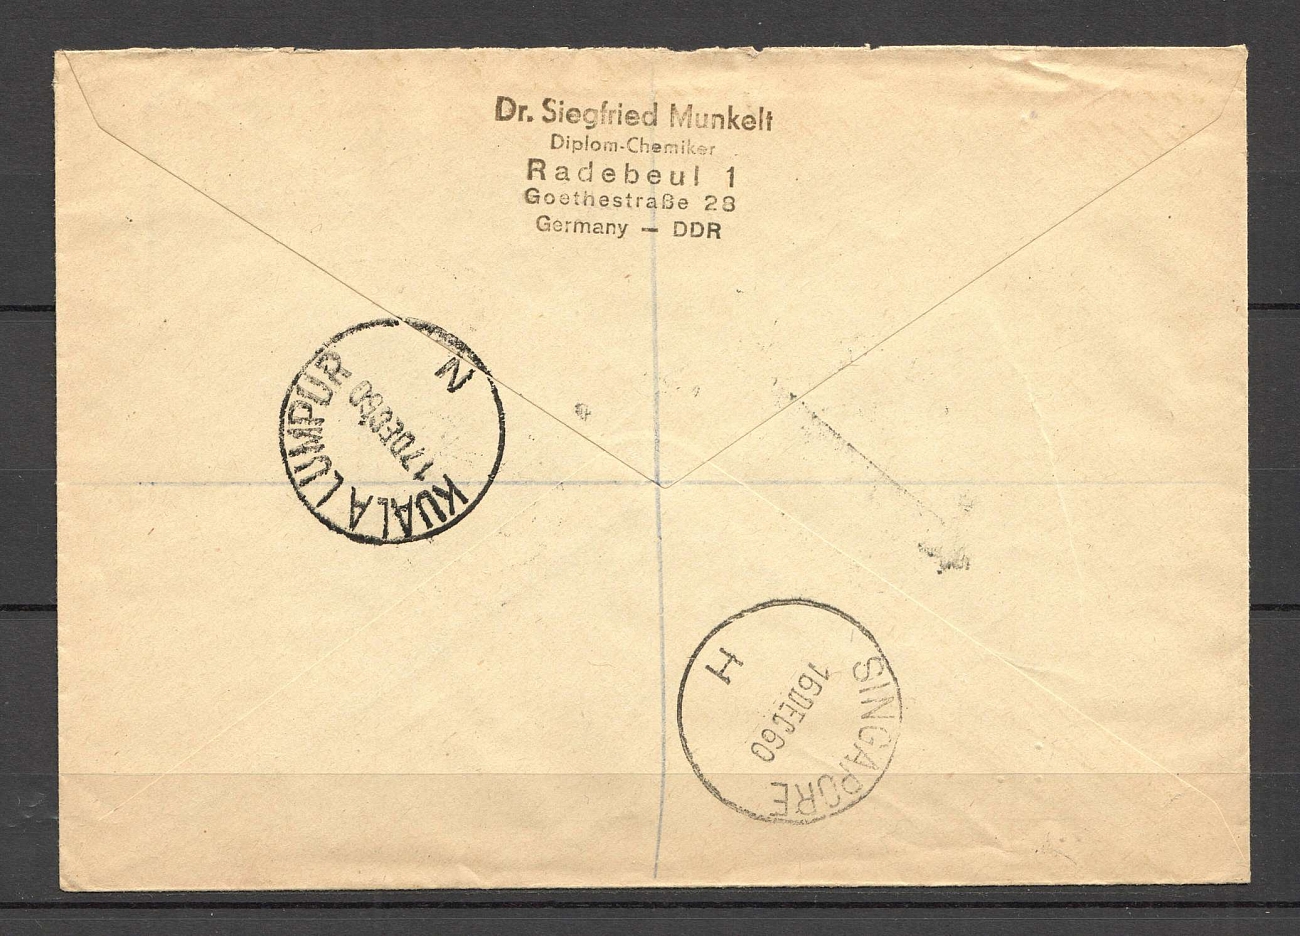 Dr. Siegfried Munkelt
Diplom-Chemiker
Radebeul 1
Goethestraße 28
Germany — DDR
N
17DEC60
KUALA LUMPUR
H
16DEC60
SINGAPORE